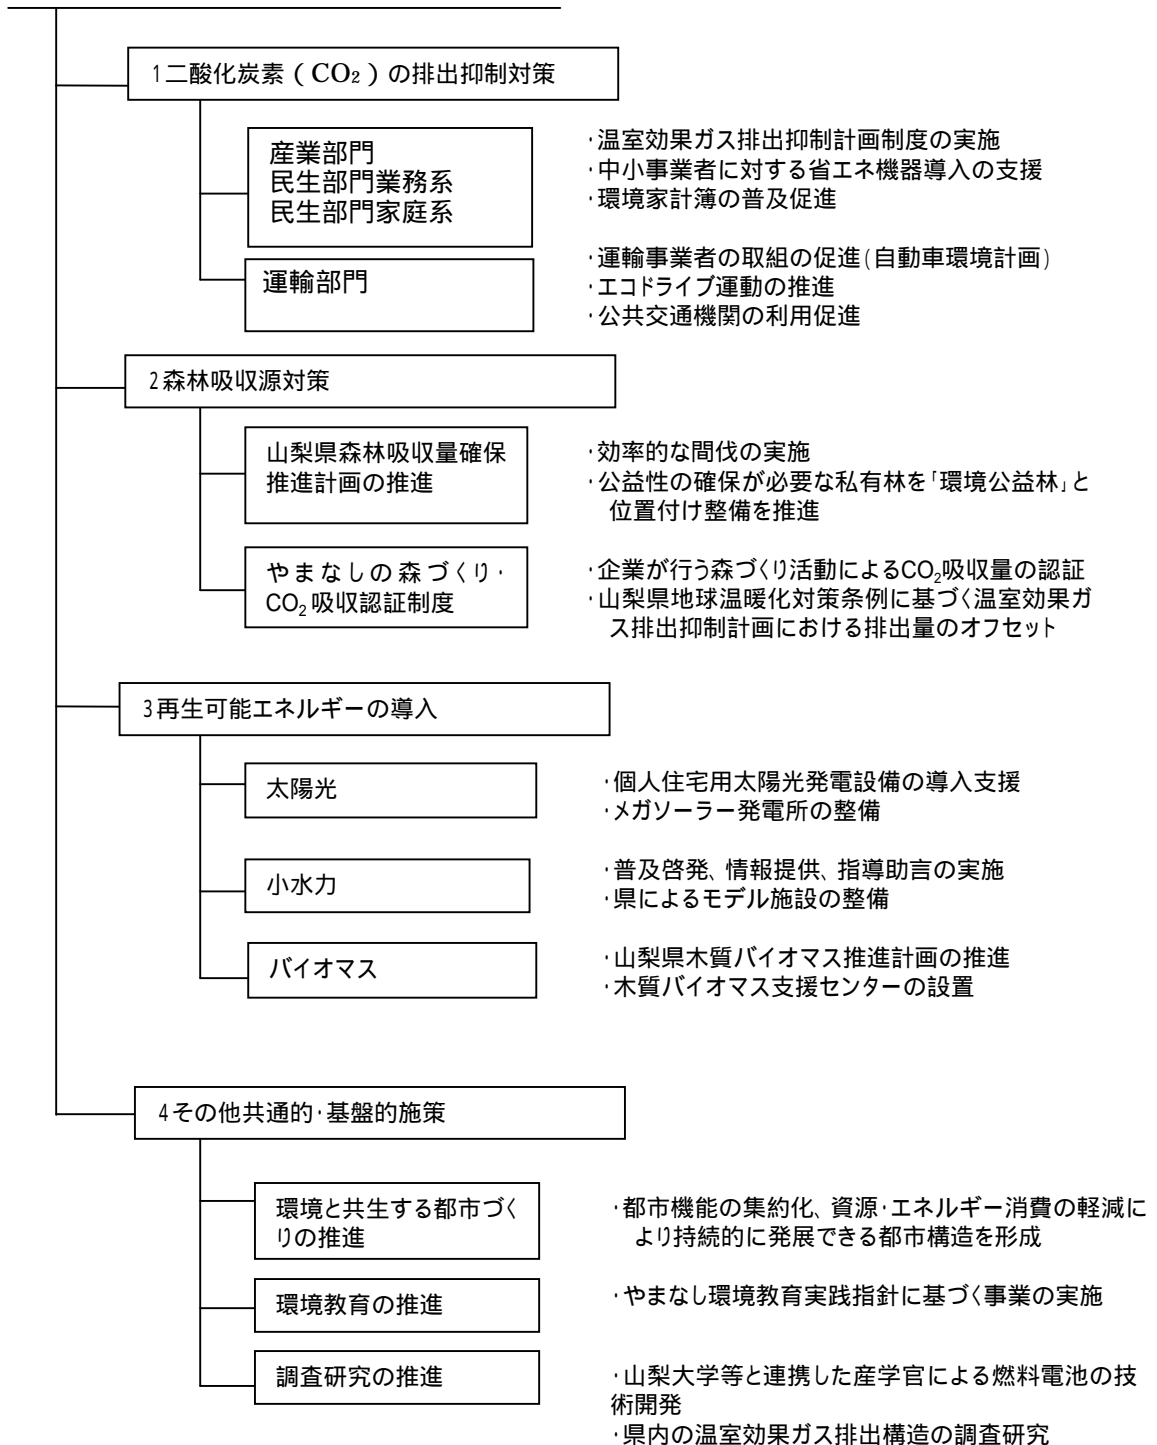 1二酸化炭素(CO₂)の排出抑制対策
産業部門
民生部門業務系
民生部門家庭系
・温室効果ガス排出抑制計画制度の実施
・中小事業者に対する省エネ機器導入の支援
・環境家計簿の普及促進
運輸部門
・運輸事業者の取組の促進(自動車環境計画)
・エコドライブ運動の推進
・公共交通機関の利用促進
2森林吸収源対策
山梨県森林吸収量確保
推進計画の推進
・効率的な間伐の実施
・公益性の確保が必要な私有林を「環境公益林」と
位置付け整備を推進
やまなしの森づくり・
CO₂吸収認証制度
・企業が行う森づくり活動によるCO₂吸収量の認証
・山梨県地球温暖化対策条例に基づく温室効果ガ
ス排出抑制計画における排出量のオフセット
3再生可能エネルギーの導入
太陽光
・個人住宅用太陽光発電設備の導入支援
・メガソーラー発電所の整備
小水力
・普及啓発、情報提供、指導助言の実施
・県によるモデル施設の整備
バイオマス
・山梨県木質バイオマス推進計画の推進
・木質バイオマス支援センターの設置
4その他共通的・基盤的施策
環境と共生する都市づく
りの推進
・都市機能の集約化、資源・エネルギー消費の軽減に
より持続的に発展できる都市構造を形成
環境教育の推進
・やまなし環境教育実践指針に基づく事業の実施
調査研究の推進
・山梨大学等と連携した産学官による燃料電池の技
術開発
・県内の温室効果ガス排出構造の調査研究